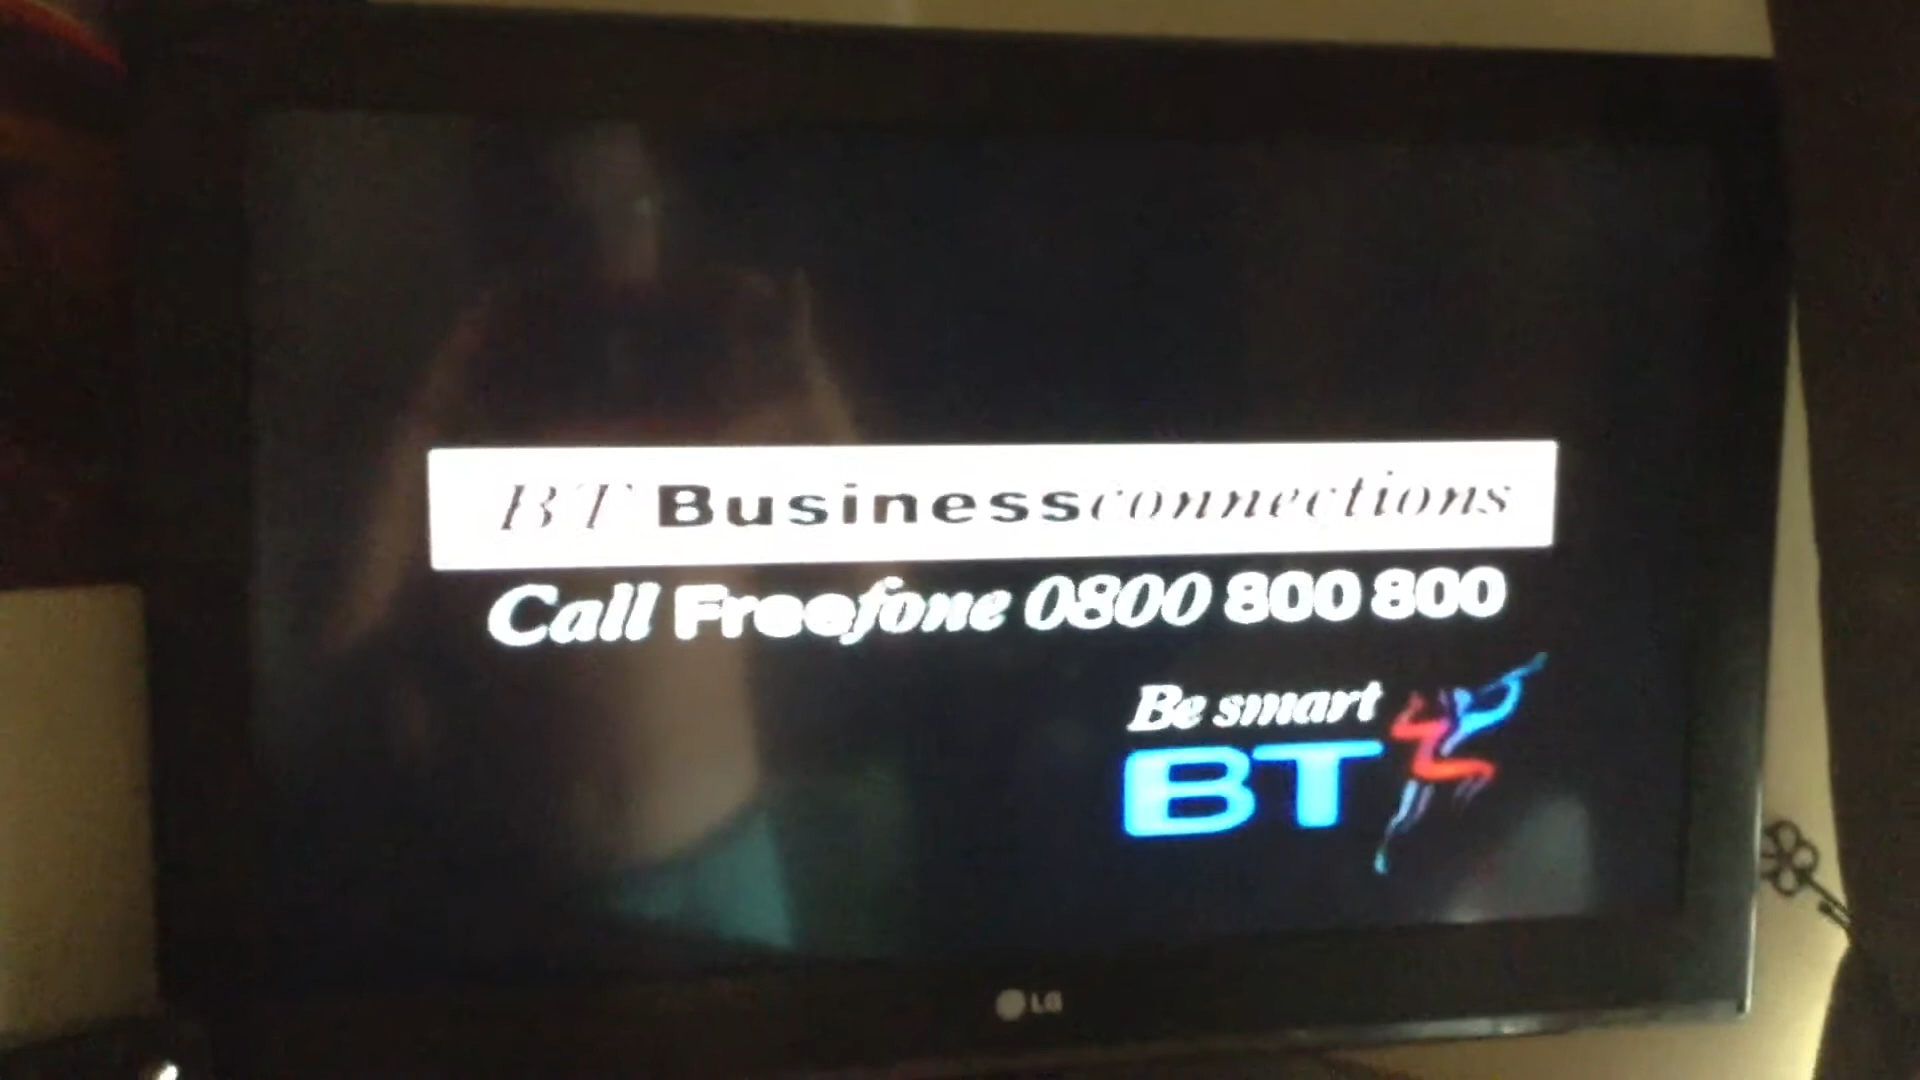 BT Businessconnections
Call Freefone 0800 800 800
Be smart
BT
LG